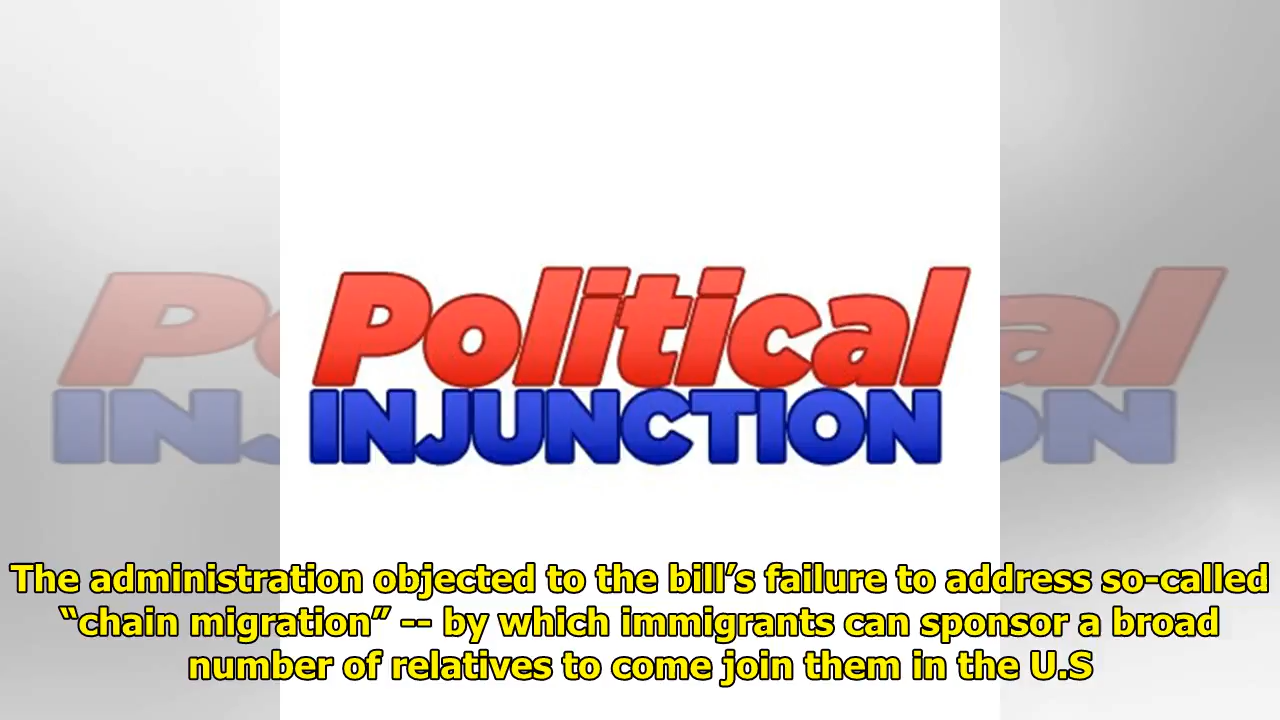 Political
INJUNCTION
The administration objected to the bill’s failure to address so-called
“chain migration” -- by which immigrants can sponsor a broad
number of relatives to come join them in the U.S